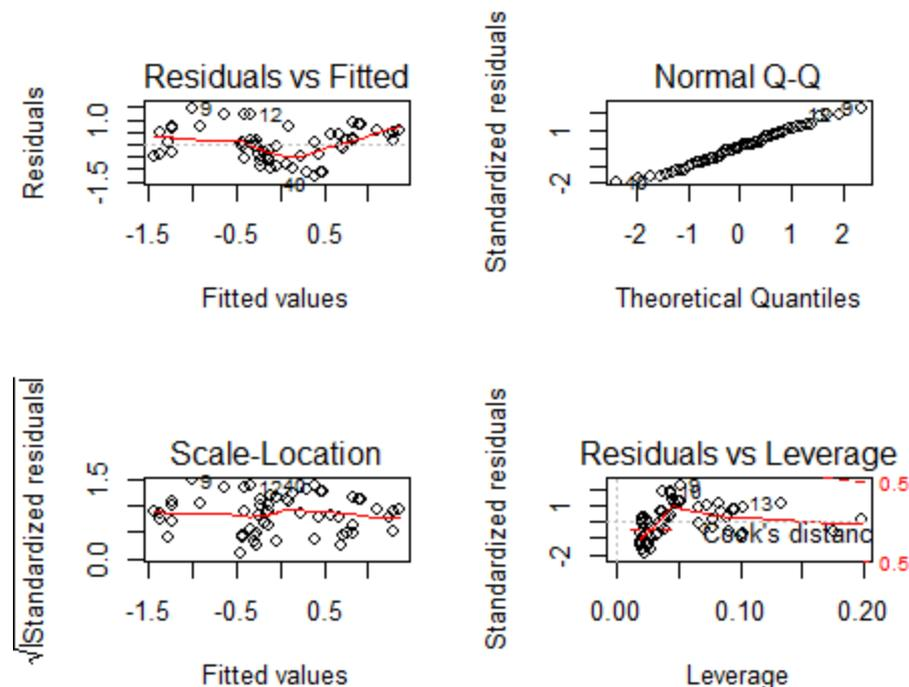 Residuals vs Fitted
Residuals
1.0
-1.5
9
12
40
-1.5 -0.5 0.5
Fitted values
Normal Q-Q
Standardized residuals
1
-2
9
-2 -1 0 1 2
Theoretical Quantiles
Scale-Location
√|Standardized residuals|
1.5
0.0
9
1240
-1.5 -0.5 0.5
Fitted values
Residuals vs Leverage
Standardized residuals
1
-2
9
13
Cook's distanc
0.5
0.5
0.00 0.10 0.20
Leverage